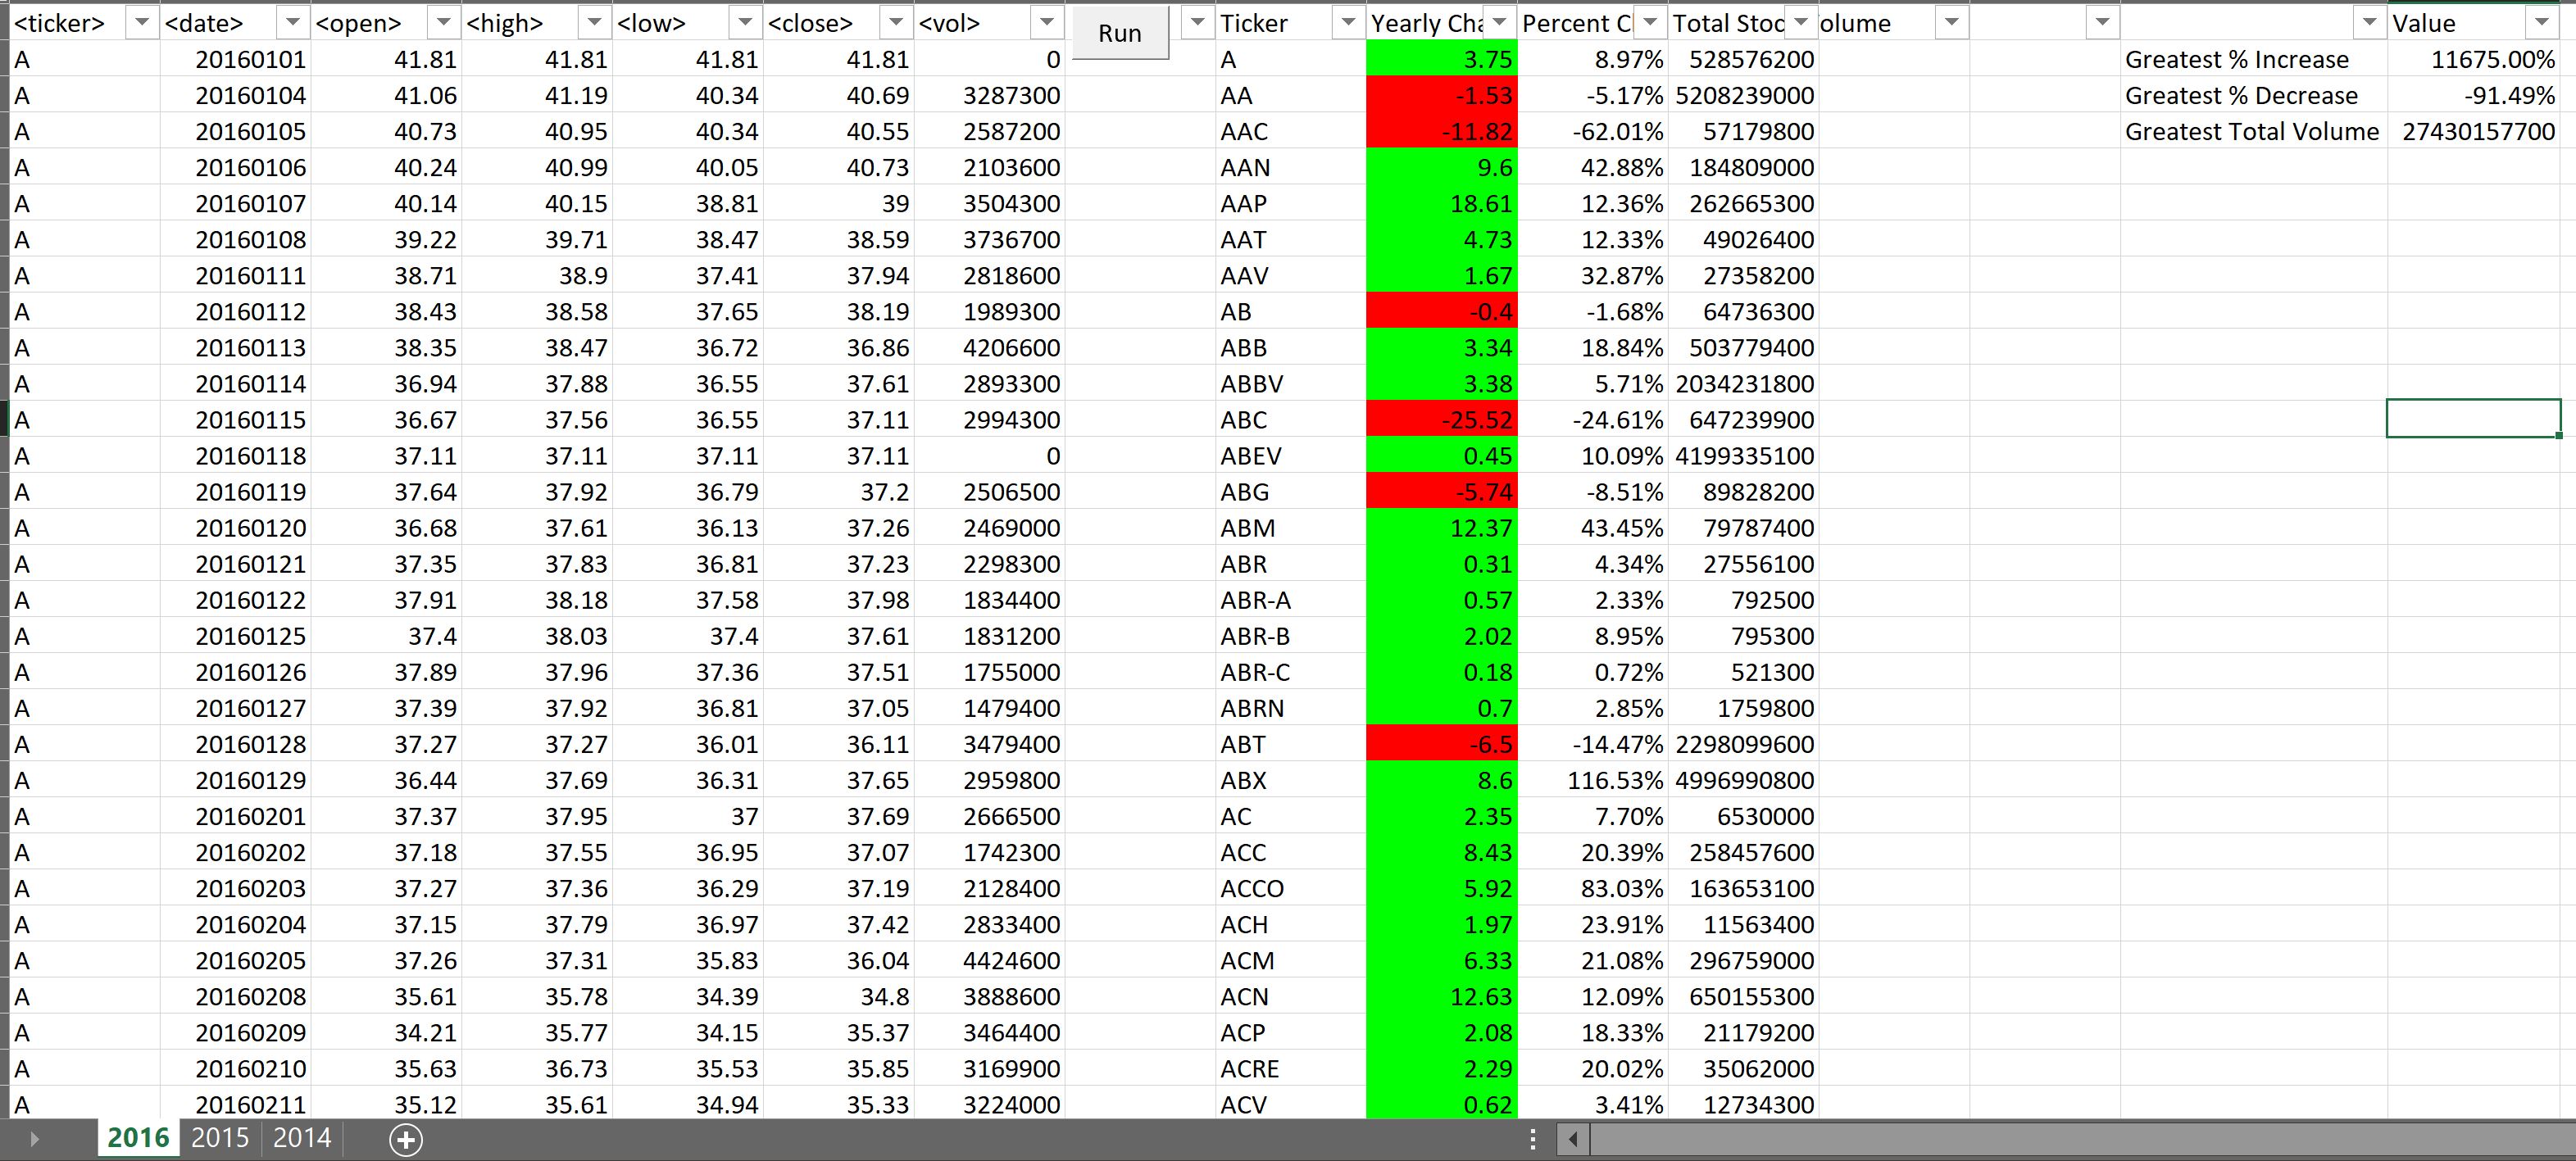 <ticker> <date> <open> <high> <low> <close> <vol> Run Ticker Yearly Cha Percent C Total Stoc olume Value
A 20160101 41.81 41.81 41.81 41.81 0 A 3.75 8.97% 528576200 Greatest % Increase 11675.00%
A 20160104 41.06 41.19 40.34 40.69 3287300 AA -1.53 -5.17% 5208239000 Greatest % Decrease -91.49%
A 20160105 40.73 40.95 40.34 40.55 2587200 AAC -11.82 -62.01% 57179800 Greatest Total Volume 27430157700
A 20160106 40.24 40.99 40.05 40.73 2103600 AAN 9.6 42.88% 184809000
A 20160107 40.14 40.15 38.81 39 3504300 AAP 18.61 12.36% 262665300
A 20160108 39.22 39.71 38.47 38.59 3736700 AAT 4.73 12.33% 49026400
A 20160111 38.71 38.9 37.41 37.94 2818600 AAV 1.67 32.87% 27358200
A 20160112 38.43 38.58 37.65 38.19 1989300 AB -0.4 -1.68% 64736300
A 20160113 38.35 38.47 36.72 36.86 4206600 ABB 3.34 18.84% 503779400
A 20160114 36.94 37.88 36.55 37.61 2893300 ABBV 3.38 5.71% 2034231800
A 20160115 36.67 37.56 36.55 37.11 2994300 ABC -25.52 -24.61% 647239900
A 20160118 37.11 37.11 37.11 37.11 0 ABEV 0.45 10.09% 4199335100
A 20160119 37.64 37.92 36.79 37.2 2506500 ABG -5.74 -8.51% 89828200
A 20160120 36.68 37.61 36.13 37.26 2469000 ABM 12.37 43.45% 79787400
A 20160121 37.35 37.83 36.81 37.23 2298300 ABR 0.31 4.34% 27556100
A 20160122 37.91 38.18 37.58 37.98 1834400 ABR-A 0.57 2.33% 792500
A 20160125 37.4 38.03 37.4 37.61 1831200 ABR-B 2.02 8.95% 795300
A 20160126 37.89 37.96 37.36 37.51 1755000 ABR-C 0.18 0.72% 521300
A 20160127 37.39 37.92 36.81 37.05 1479400 ABRN 0.7 2.85% 1759800
A 20160128 37.27 37.27 36.01 36.11 3479400 ABT -6.5 -14.47% 2298099600
A 20160129 36.44 37.69 36.31 37.65 2959800 ABX 8.6 116.53% 4996990800
A 20160201 37.37 37.95 37 37.69 2666500 AC 2.35 7.70% 6530000
A 20160202 37.18 37.55 36.95 37.07 1742300 ACC 8.43 20.39% 258457600
A 20160203 37.27 37.36 36.29 37.19 2128400 ACCO 5.92 83.03% 163653100
A 20160204 37.15 37.79 36.97 37.42 2833400 ACH 1.97 23.91% 11563400
A 20160205 37.26 37.31 35.83 36.04 4424600 ACM 6.33 21.08% 296759000
A 20160208 35.61 35.78 34.39 34.8 3888600 ACN 12.63 12.09% 650155300
A 20160209 34.21 35.77 34.15 35.37 3464400 ACP 2.08 18.33% 21179200
A 20160210 35.63 36.73 35.53 35.85 3169900 ACRE 2.29 20.02% 35062000
A 20160211 35.12 35.61 34.94 35.33 3224000 ACV 0.62 3.41% 12734300
2016 2015 2014